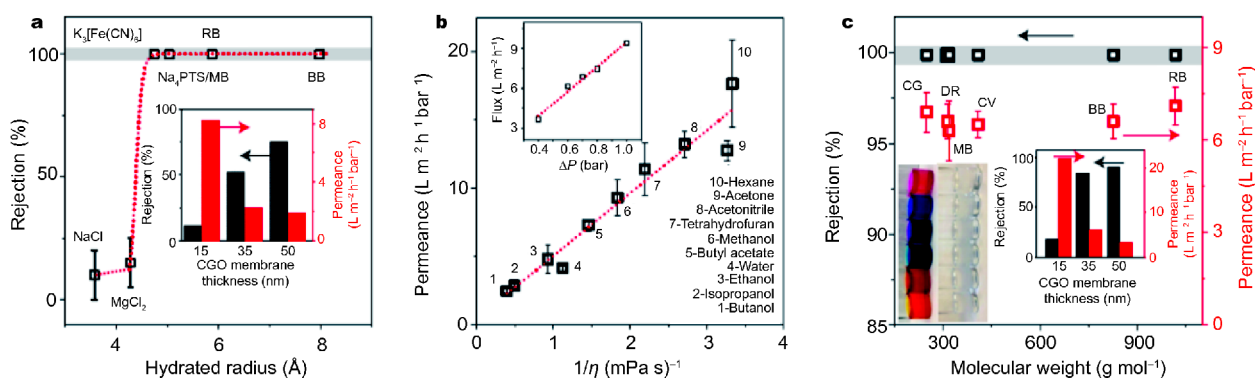 a
K₃[Fe(CN)₆]
RB
Na₄PTS/MB
BB
NaCl
MgCl₂
Rejection (%)
100
50
0
4
6
8
Hydrated radius (Å)
Rejection (%)
100
75
50
25
0
Permeance
(L m⁻² h⁻¹ bar⁻¹)
8
6
4
2
0
15
35
50
CGO membrane
thickness (nm)
b
Permeance (L m⁻² h⁻¹ bar⁻¹)
20
15
10
5
0
0
1
2
3
4
1/η (mPa s)⁻¹
Flux (L m⁻² h⁻¹)
9
6
3
0.4
0.6
0.8
1.0
ΔP (bar)
1
2
3
4
5
6
7
8
9
10
10-Hexane
9-Acetone
8-Acetonitrile
7-Tetrahydrofuran
6-Methanol
5-Butyl acetate
4-Water
3-Ethanol
2-Isopropanol
1-Butanol
c
Rejection (%)
100
95
90
85
300
600
900
Molecular weight (g mol⁻¹)
Permeance (L m⁻² h⁻¹ bar⁻¹)
9
6
3
0
CG
DR
MB
CV
BB
RB
Rejection (%)
100
50
0
Permeance
(L m⁻² h⁻¹ bar⁻¹)
20
10
0
15
35
50
CGO membrane
thickness (nm)